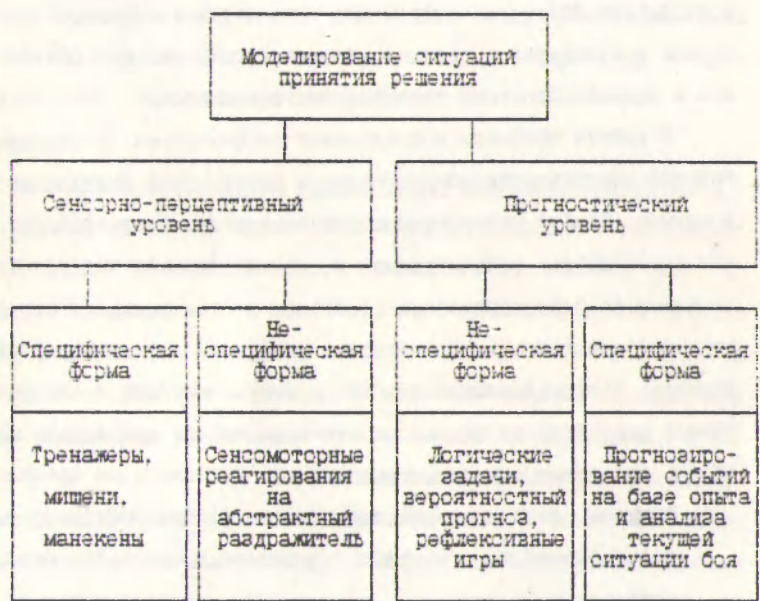 Моделирование ситуаций
принятия решения
Сенсорно-перцептивный
уровень
Прогностический
уровень
Специфическая
форма
Не-
специфическая
форма
Не-
специфическая
форма
Специфическая
форма
Тренажеры,
мишени,
манекены
Сенсомоторные
реагирования
на
абстрактный
раздражитель
Логические
задачи,
вероятностный
прогноз,
рефлексивные
игры
Прогнозиро-
вание событий
на базе опыта
и анализа
текущей
ситуации боя